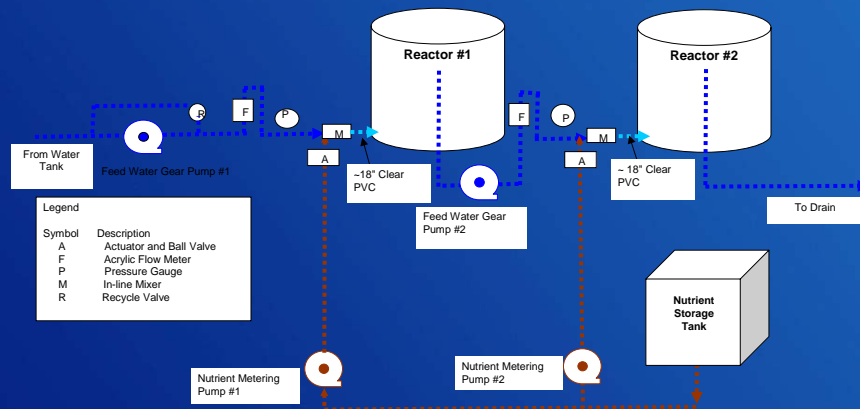 Reactor #1
Reactor #2
R
F
P
M
A
From Water
Tank
Feed Water Gear Pump #1
~18" Clear
PVC
F
P
M
A
~ 18" Clear
PVC
Feed Water Gear
Pump #2
To Drain
Legend
Symbol Description
A Actuator and Ball Valve
F Acrylic Flow Meter
P Pressure Gauge
M In-line Mixer
R Recycle Valve
Nutrient
Storage
Tank
Nutrient Metering
Pump #1
Nutrient Metering
Pump #2